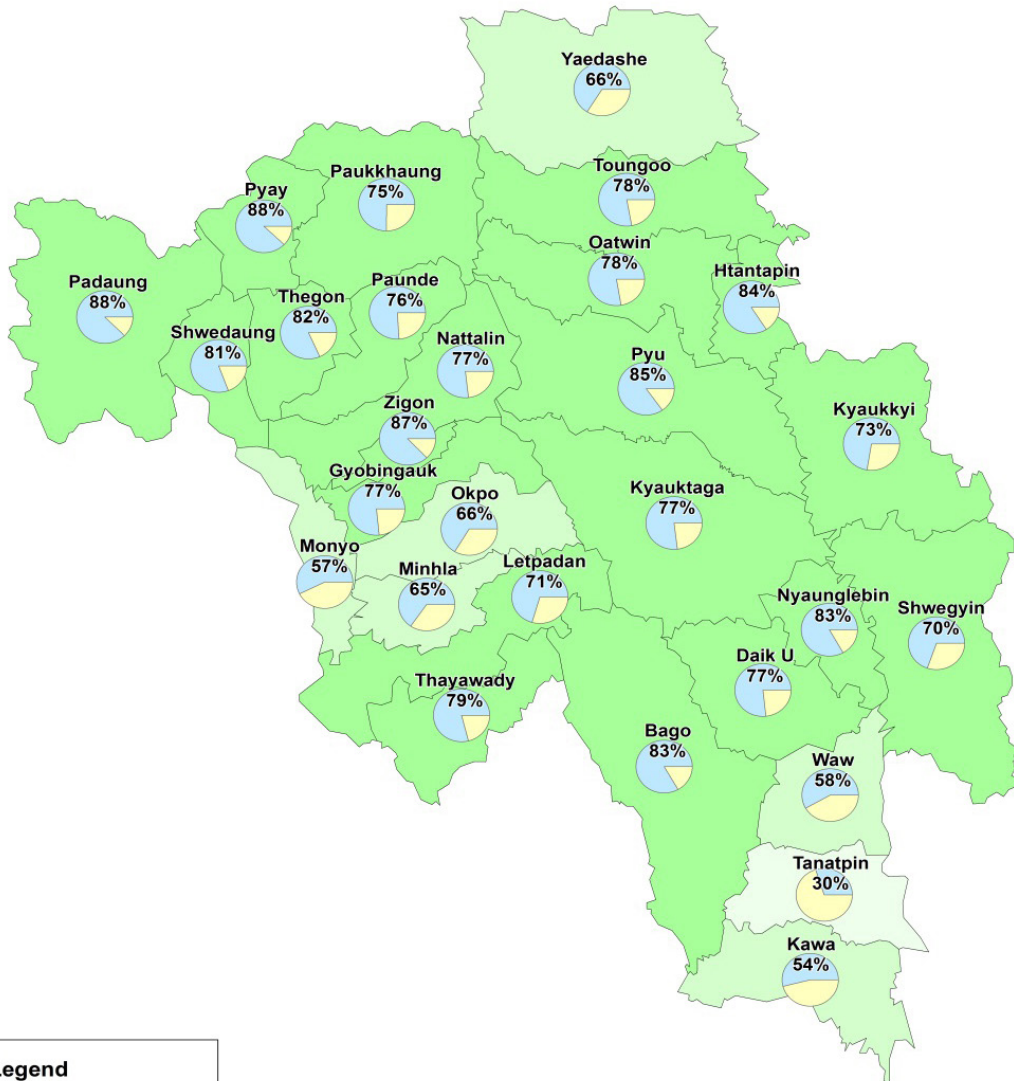 Yaedashe
66%
Toungoo
78%
Paukkhaung
75%
Pyay
88%
Oatwin
78%
Htantapin
84%
Padaung
88%
Thegon
82%
Paunde
76%
Shwedaung
81%
Nattalin
77%
Pyu
85%
Zigon
87%
Kyaukkyi
73%
Gyobingauk
77%
Okpo
66%
Kyauktaga
77%
Monyo
57%
Minhla
65%
Letpadan
71%
Nyaunglebin
83%
Shwegyin
70%
Daik U
77%
Thayawady
79%
Bago
83%
Waw
58%
Tanatpin
30%
Kawa
54%
Legend